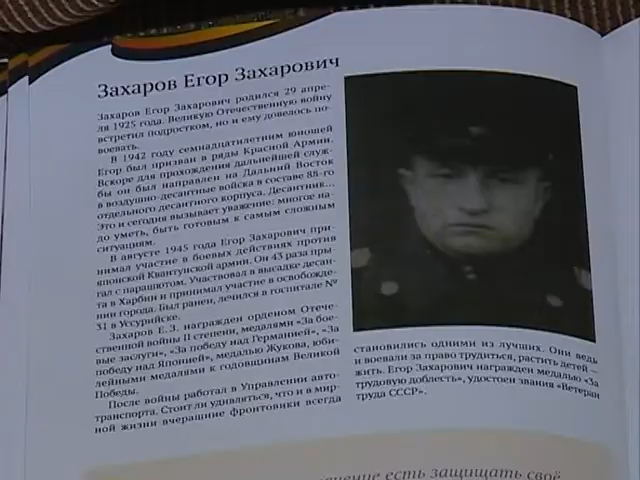 Захаров Егор Захарович
Захаров Егор Захарович родился 29 апре-
ля 1925 года. Великую Отечественную войну
встретил подростком, но и ему довелось по-
воевать.
В 1942 году семнадцатилетним юношей
Егор был призван в ряды Красной Армии.
Вскоре для прохождения дальнейшей служ-
бы он был направлен на Дальний Восток
в воздушно-десантные войска в составе 88-го
отдельного десантного корпуса. Десантник...
Это и сегодня вызывает уважение: многое на-
до уметь, быть готовым к самым сложным
ситуациям.
В августе 1945 года Егор Захарович при-
нимал участие в боевых действиях против
японской Квантунской армии. Он 43 раза пры-
гал с парашютом. Участвовал в высадке десан-
та в Харбин и принимал участие в освобожде-
нии города. Был ранен, лечился в госпитале №
31 в Уссурийске.
Захаров Е. З. награжден орденом Отече-
ственной войны II степени, медалями «За бое-
вые заслуги», «За победу над Германией», «За
победу над Японией», медалью Жукова, юби-
лейными медалями к годовщинам Великой
Победы.
После войны работал в Управлении авто-
транспорта. Стоит ли удивляться, что и в мир-
ной жизни вчерашние фронтовики всегда
становились одними из лучших. Они ведь
и воевали за право трудиться, растить детей —
жить. Егор Захарович награжден медалью «За
трудовую доблесть», удостоен звания «Ветеран
труда СССР».
есть защищать своё